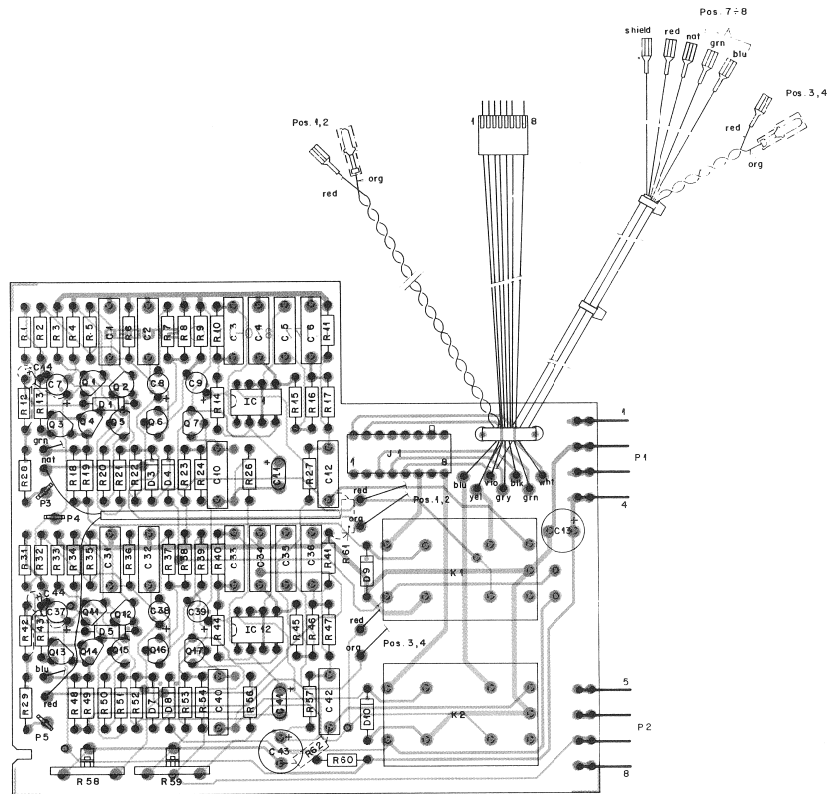 Pos. 7÷8
shield red nat grn blu
Pos. 3,4
red
org
Pos. 1,2
org
red
1 8
R1 R2 R3 R4 R5 C1 R6 C2 R7 R8 R9 R10 C3 C4 C5 C6 R11
C14
C7 Q1 Q2 C8 C9
R12 R13 D1 R14 IC 1 R15 R16 R17
Q3 Q4 Q5 Q6 Q7
grn
nat
R28 R18 R19 R20 R21 R22 D3 D4 R23 R24 C10 R26 C11 R27 C12
1 J1 8
blu yel vlo gry blk grn wht
1
P1
4
P3
P4
red
Pos. 1,2
org
R61
C13
R31 R32 R33 R34 R35 C31 R36 C32 R37 R38 R39 R40 C33 C34 C35 C36 R41
D9
K1
C44
C37 Q11 Q12 C38 C39
R42 R43 D5 R44 IC 12 R45 R46 R47
Q13 Q14 Q15 Q16 Q17
red
org
Pos. 3,4
blu
red
R29 R48 R49 R50 R51 R52 D7 D8 R53 R54 C40 R56 C41 R57 C42
D10
K2
5
P2
8
P5
C43
R62
R60
R58 R59